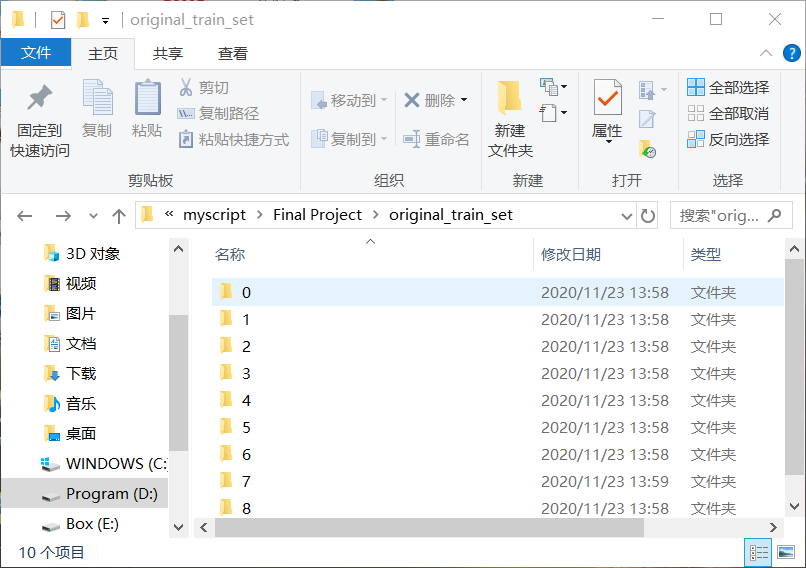 original_train_set
文件 主页 共享 查看
固定到快速访问
复制
粘贴
剪切
复制路径
粘贴快捷方式
剪贴板
移动到
复制到
删除
重命名
组织
新建文件夹
新建
属性
打开
全部选择
全部取消
反向选择
选择
« myscript > Final Project > original_train_set
搜索"orig...
3D 对象
视频
图片
文档
下载
音乐
桌面
WINDOWS (C:
Program (D:)
Box (E:)
名称 修改日期 类型
0 2020/11/23 13:58 文件夹
1 2020/11/23 13:58 文件夹
2 2020/11/23 13:58 文件夹
3 2020/11/23 13:58 文件夹
4 2020/11/23 13:58 文件夹
5 2020/11/23 13:58 文件夹
6 2020/11/23 13:58 文件夹
7 2020/11/23 13:59 文件夹
8 2020/11/23 13:58 文件夹
10 个项目